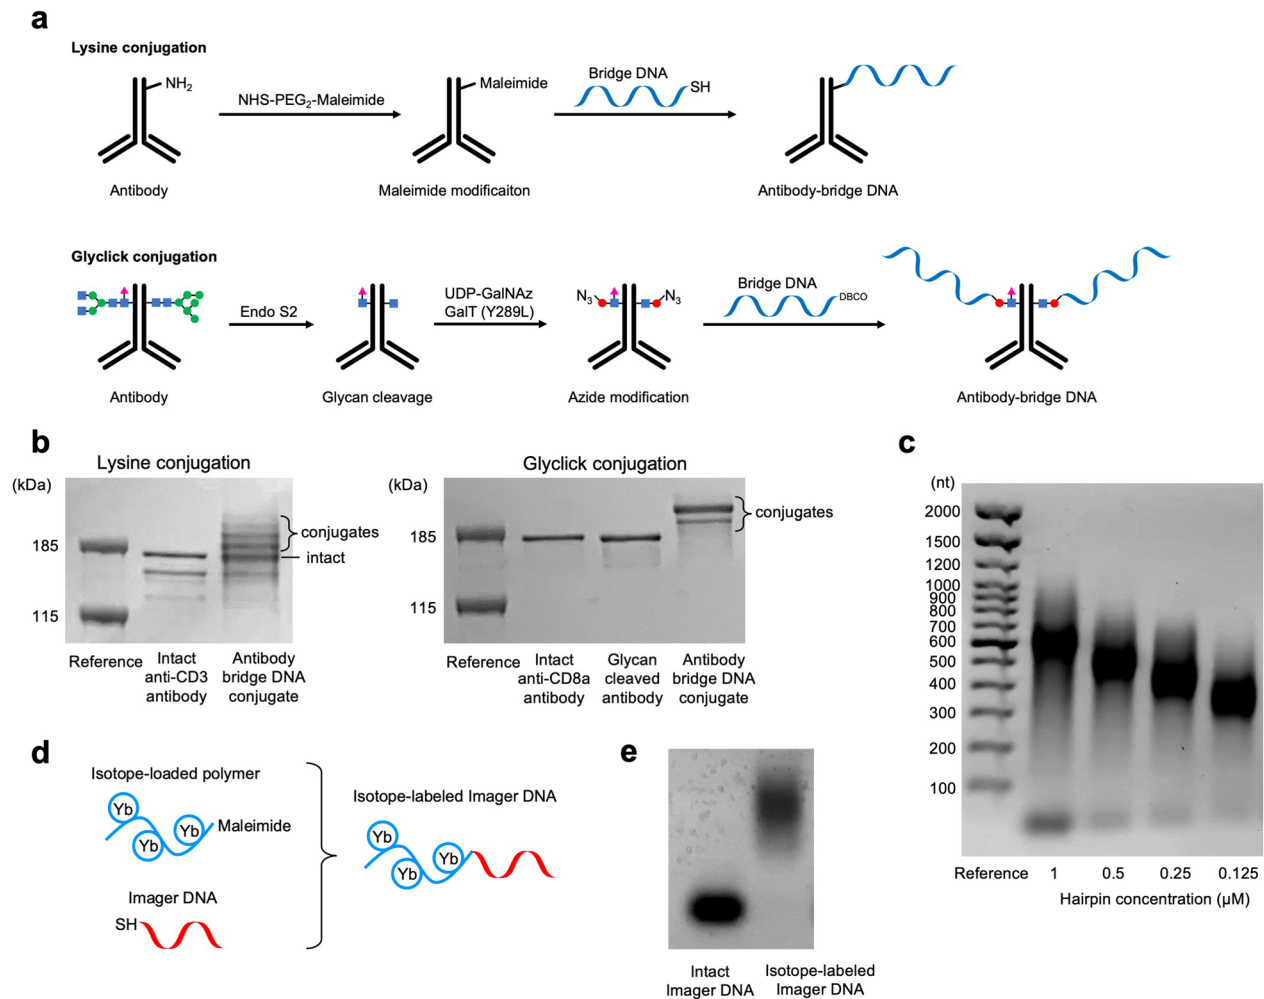 a
Lysine conjugation
NH2
NHS-PEG2-Maleimide
Maleimide
Bridge DNA
SH
Antibody
Maleimide modificaiton
Antibody-bridge DNA
Glyclick conjugation
Endo S2
UDP-GalNAz
GalT (Y289L)
N3
N3
Bridge DNA
DBCO
Antibody
Glycan cleavage
Azide modification
Antibody-bridge DNA
b
Lysine conjugation
(kDa)
185
115
conjugates
intact
Reference
Intact
anti-CD3
antibody
Antibody
bridge DNA
conjugate
Glyclick conjugation
(kDa)
185
115
conjugates
Reference
Intact
anti-CD8a
antibody
Glycan
cleaved
antibody
Antibody
bridge DNA
conjugate
c
(nt)
2000
1500
1200
1000
900
800
700
600
500
400
300
200
100
Reference
1
0.5
0.25
0.125
Hairpin concentration (µM)
d
Isotope-loaded polymer
Yb
Yb
Yb
Maleimide
Imager DNA
SH
Isotope-labeled Imager DNA
Yb
Yb
Yb
e
Intact
Imager DNA
Isotope-labeled
Imager DNA